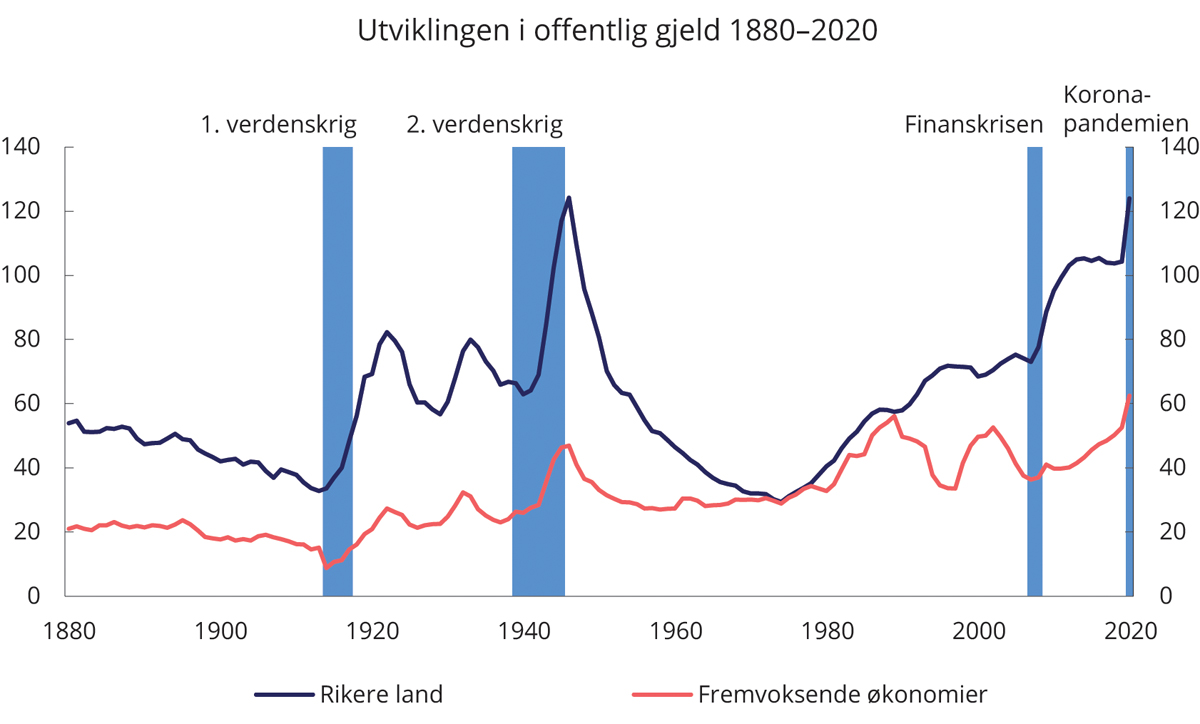 Utviklingen i offentlig gjeld 1880–2020
Korona-
1. verdenskrig 2. verdenskrig Finanskrisen pandemien
140 140
120 120
100 100
80 80
60 60
40 40
20 20
0 0
1880 1900 1920 1940 1960 1980 2000 2020
Rikere land Fremvoksende økonomier